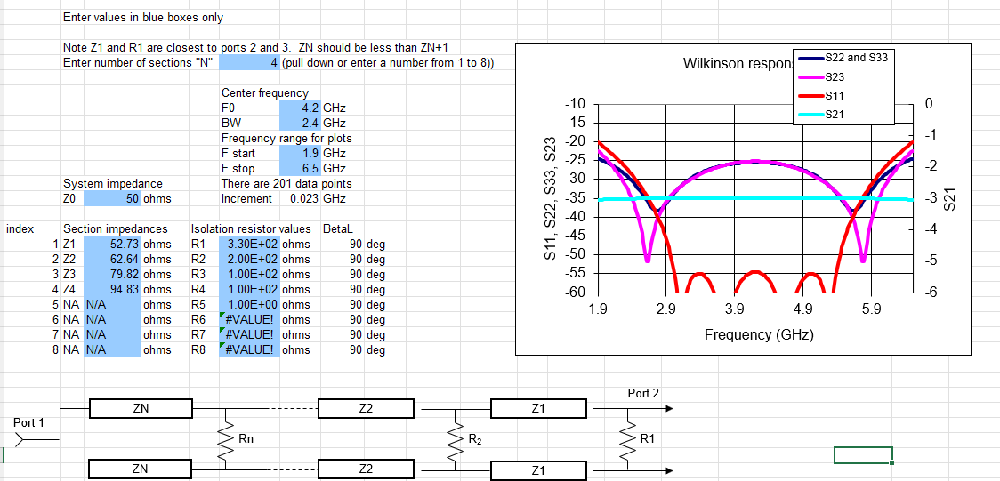 Enter values in blue boxes only
Note Z1 and R1 are closest to ports 2 and 3. ZN should be less than ZN+1
Enter number of sections "N" 4 (pull down or enter a number from 1 to 8))
Center frequency
F0 4.2 GHz
BW 2.4 GHz
Frequency range for plots
F start 1.9 GHz
F stop 6.5 GHz
System impedance There are 201 data points
Z0 50 ohms Increment 0.023 GHz
index Section impedances Isolation resistor values BetaL
1 Z1 52.73 ohms R1 3.30E+02 ohms 90 deg
2 Z2 62.64 ohms R2 2.00E+02 ohms 90 deg
3 Z3 79.82 ohms R3 1.00E+02 ohms 90 deg
4 Z4 94.83 ohms R4 1.00E+02 ohms 90 deg
5 NA N/A ohms R5 1.00E+00 ohms 90 deg
6 NA N/A ohms R6 #VALUE! ohms 90 deg
7 NA N/A ohms R7 #VALUE! ohms 90 deg
8 NA N/A ohms R8 #VALUE! ohms 90 deg
Wilkinson respon
S22 and S33
S23
S11
S21
S11, S22, S33, S23
-10
-15
-20
-25
-30
-35
-40
-45
-50
-55
-60
0
-1
-2
-3
-4
-5
-6
S21
1.9 2.9 3.9 4.9 5.9
Frequency (GHz)
Port 1
ZN Z2 Z1 Port 2
Rn R2 R1
ZN Z2 Z1